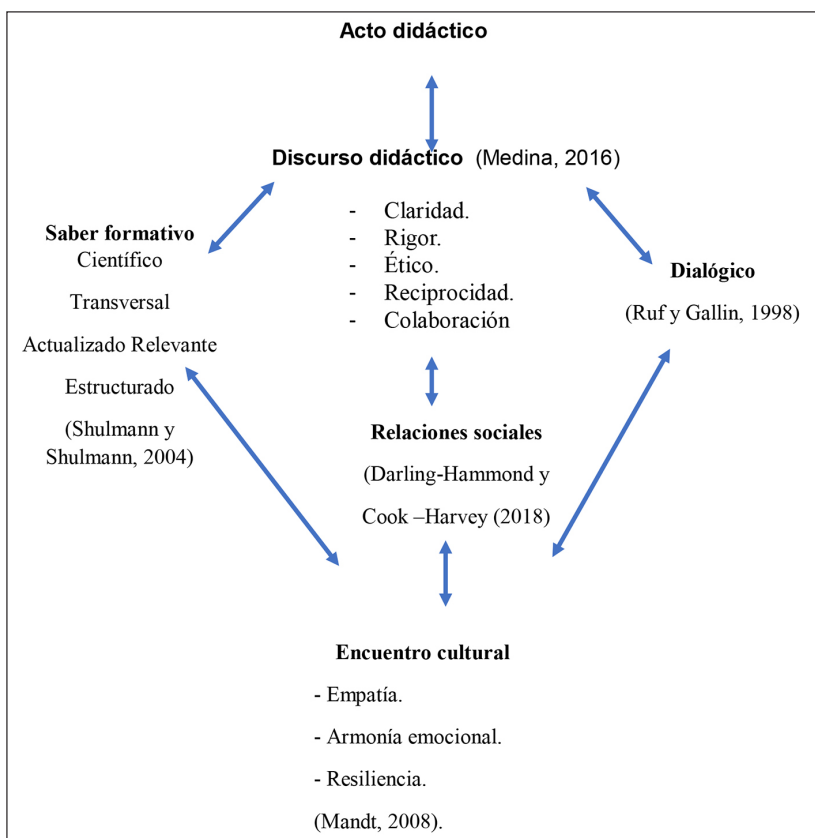 Acto didáctico
Discurso didáctico (Medina, 2016)
- Claridad.
- Rigor.
- Ético.
- Reciprocidad.
- Colaboración
Saber formativo
Científico
Transversal
Actualizado Relevante
Estructurado
(Shulmann y
Shulmann, 2004)
Dialógico
(Ruf y Gallin, 1998)
Relaciones sociales
(Darling-Hammond y
Cook –Harvey (2018)
Encuentro cultural
- Empatía.
- Armonía emocional.
- Resiliencia.
(Mandt, 2008).